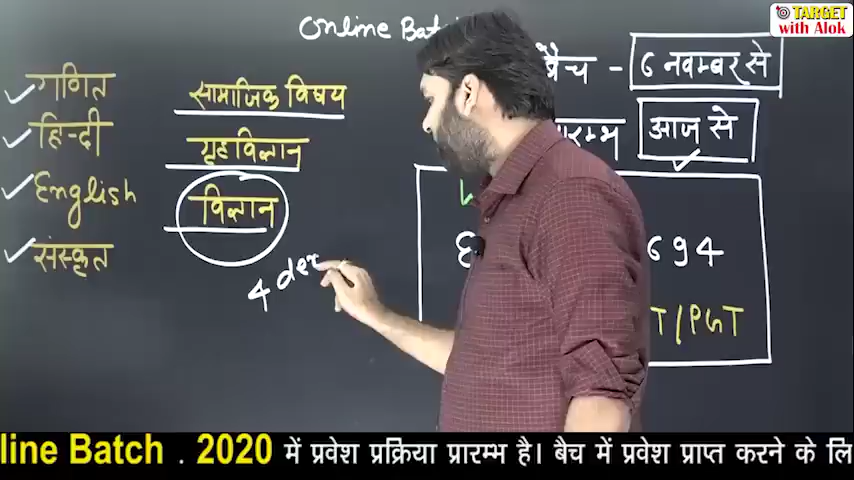 TARGET
with Alok
Online
बैच - 6 नवम्बर से
आज से
गणित
हिन्दी
English
संस्कृत
सामाजिक विषय
गृहविज्ञान
विज्ञान
4 der
694
T/PGT
line Batch . 2020 में प्रवेश प्रक्रिया प्रारम्भ है। बैच में प्रवेश प्राप्त करने के लि